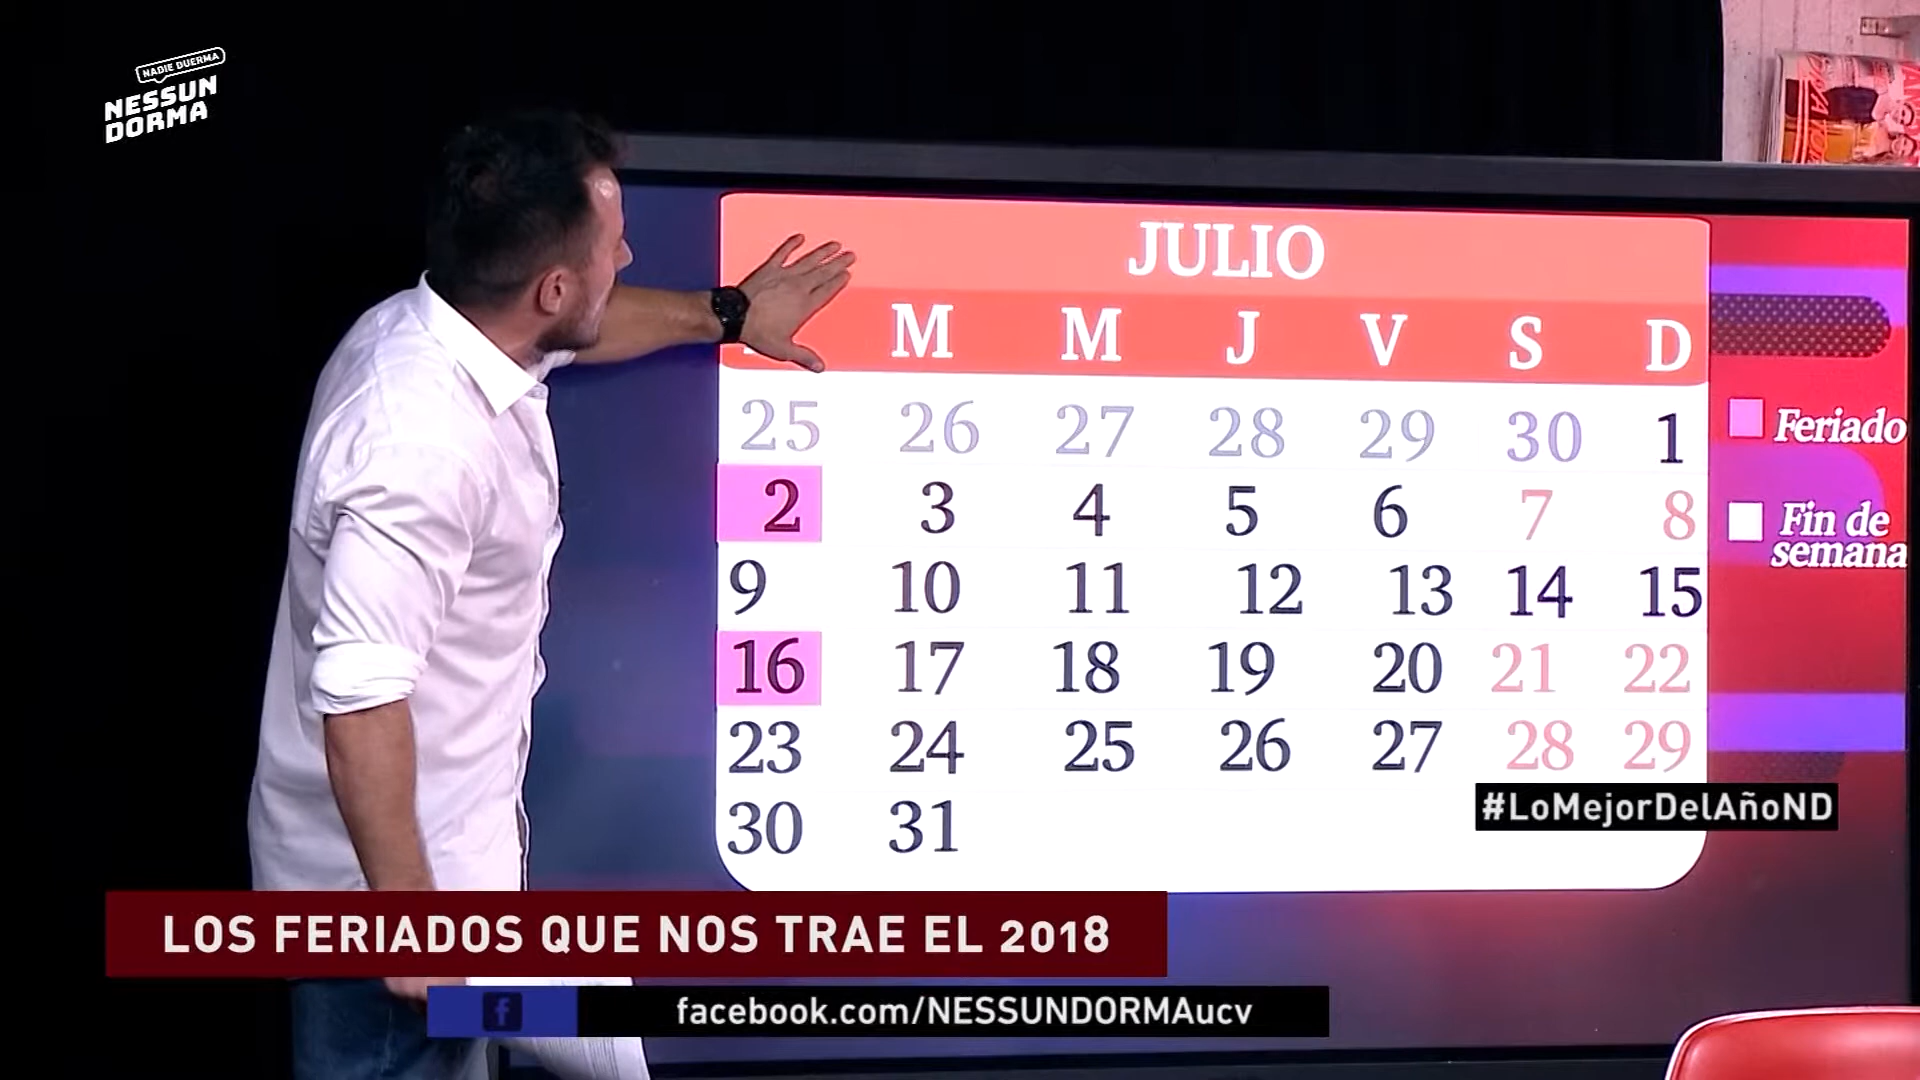 NADIE DUERMA
NESSUN
DORMA
JULIO
M M J V S D
25 26 27 28 29 30 1
2 3 4 5 6 7 8
9 10 11 12 13 14 15
16 17 18 19 20 21 22
23 24 25 26 27 28 29
30 31
Feriado
Fin de
semana
#LoMejorDelAñoND
LOS FERIADOS QUE NOS TRAE EL 2018
f
facebook.com/NESSUNDORMAucv